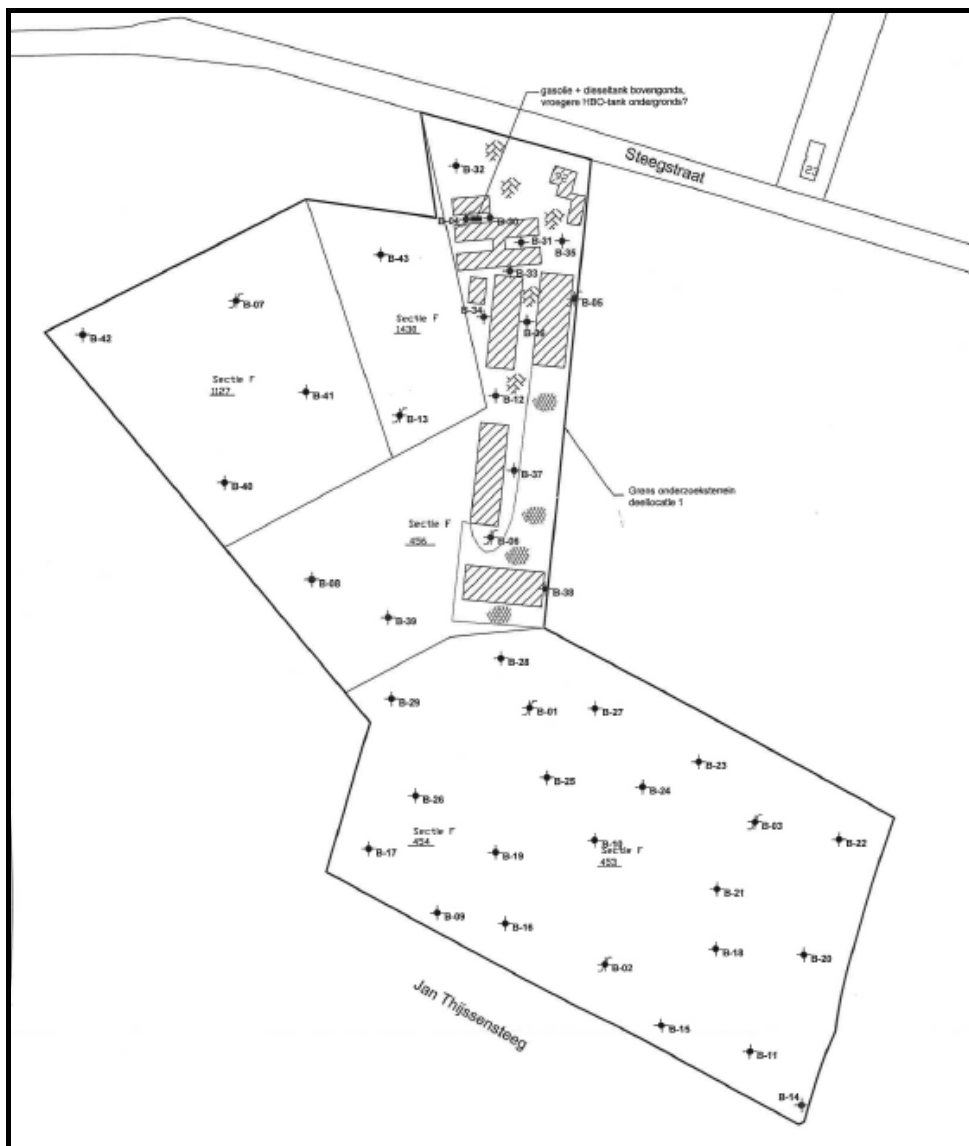 gasolie + dieseltank bovengonds,
vroegere HBO-tank ondergronds?
Steegstraat
B-32
B-04
B-30
B-31
B-35
B-43
B-33
B-07
B-05
B-34
B-36
Sectie F
1430
B-42
Sectie F
1127
B-41
B-12
B-13
B-37
B-40
Grens onderzoeksterrein
deellocatie 1
Sectie F
456
B-06
B-08
B-38
B-39
B-28
B-29
B-01
B-27
B-23
B-25
B-24
B-26
B-03
B-22
Sectie F
454
B-17
B-19
B-10
Sectie F
453
B-21
B-09
B-16
B-18
B-20
B-02
Jan Thijssensteeg
B-15
B-11
B-14